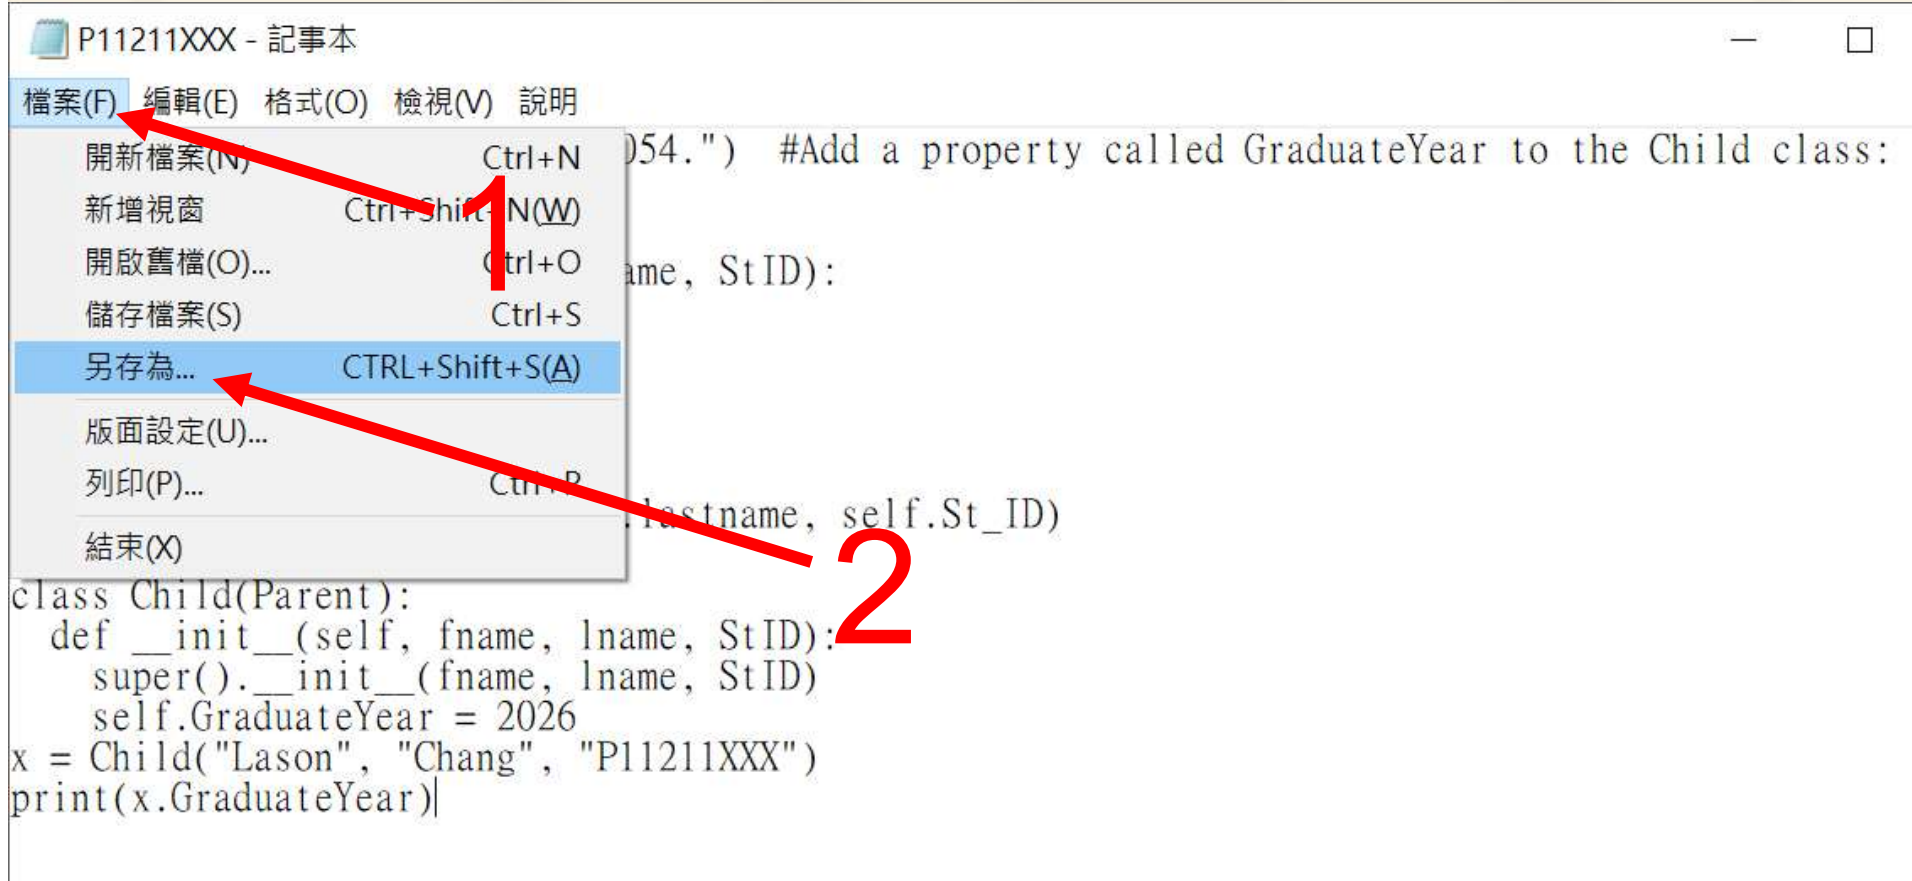 P11211XXX - 記事本
檔案(F) 編輯(E) 格式(O) 檢視(V) 說明
開新檔案(N) Ctrl+N
054.")  #Add a property called GraduateYear to the Child class:
新增視窗 Ctrl+Shift+N(W)
1
開啟舊檔(O)... Ctrl+O
ame, StID):
儲存檔案(S) Ctrl+S
另存為... CTRL+Shift+S(A)
版面設定(U)...
列印(P)... Ctrl+P
.lastname, self.St_ID)
結束(X)
2
class Child(Parent):
  def __init__(self, fname, lname, StID):
    super().__init__(fname, lname, StID)
    self.GraduateYear = 2026
x = Child("Lason", "Chang", "P11211XXX")
print(x.GraduateYear)